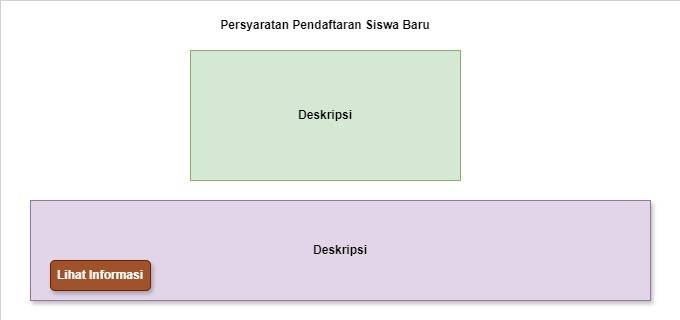 Persyaratan Pendaftaran Siswa Baru
Deskripsi
Deskripsi
Lihat Informasi